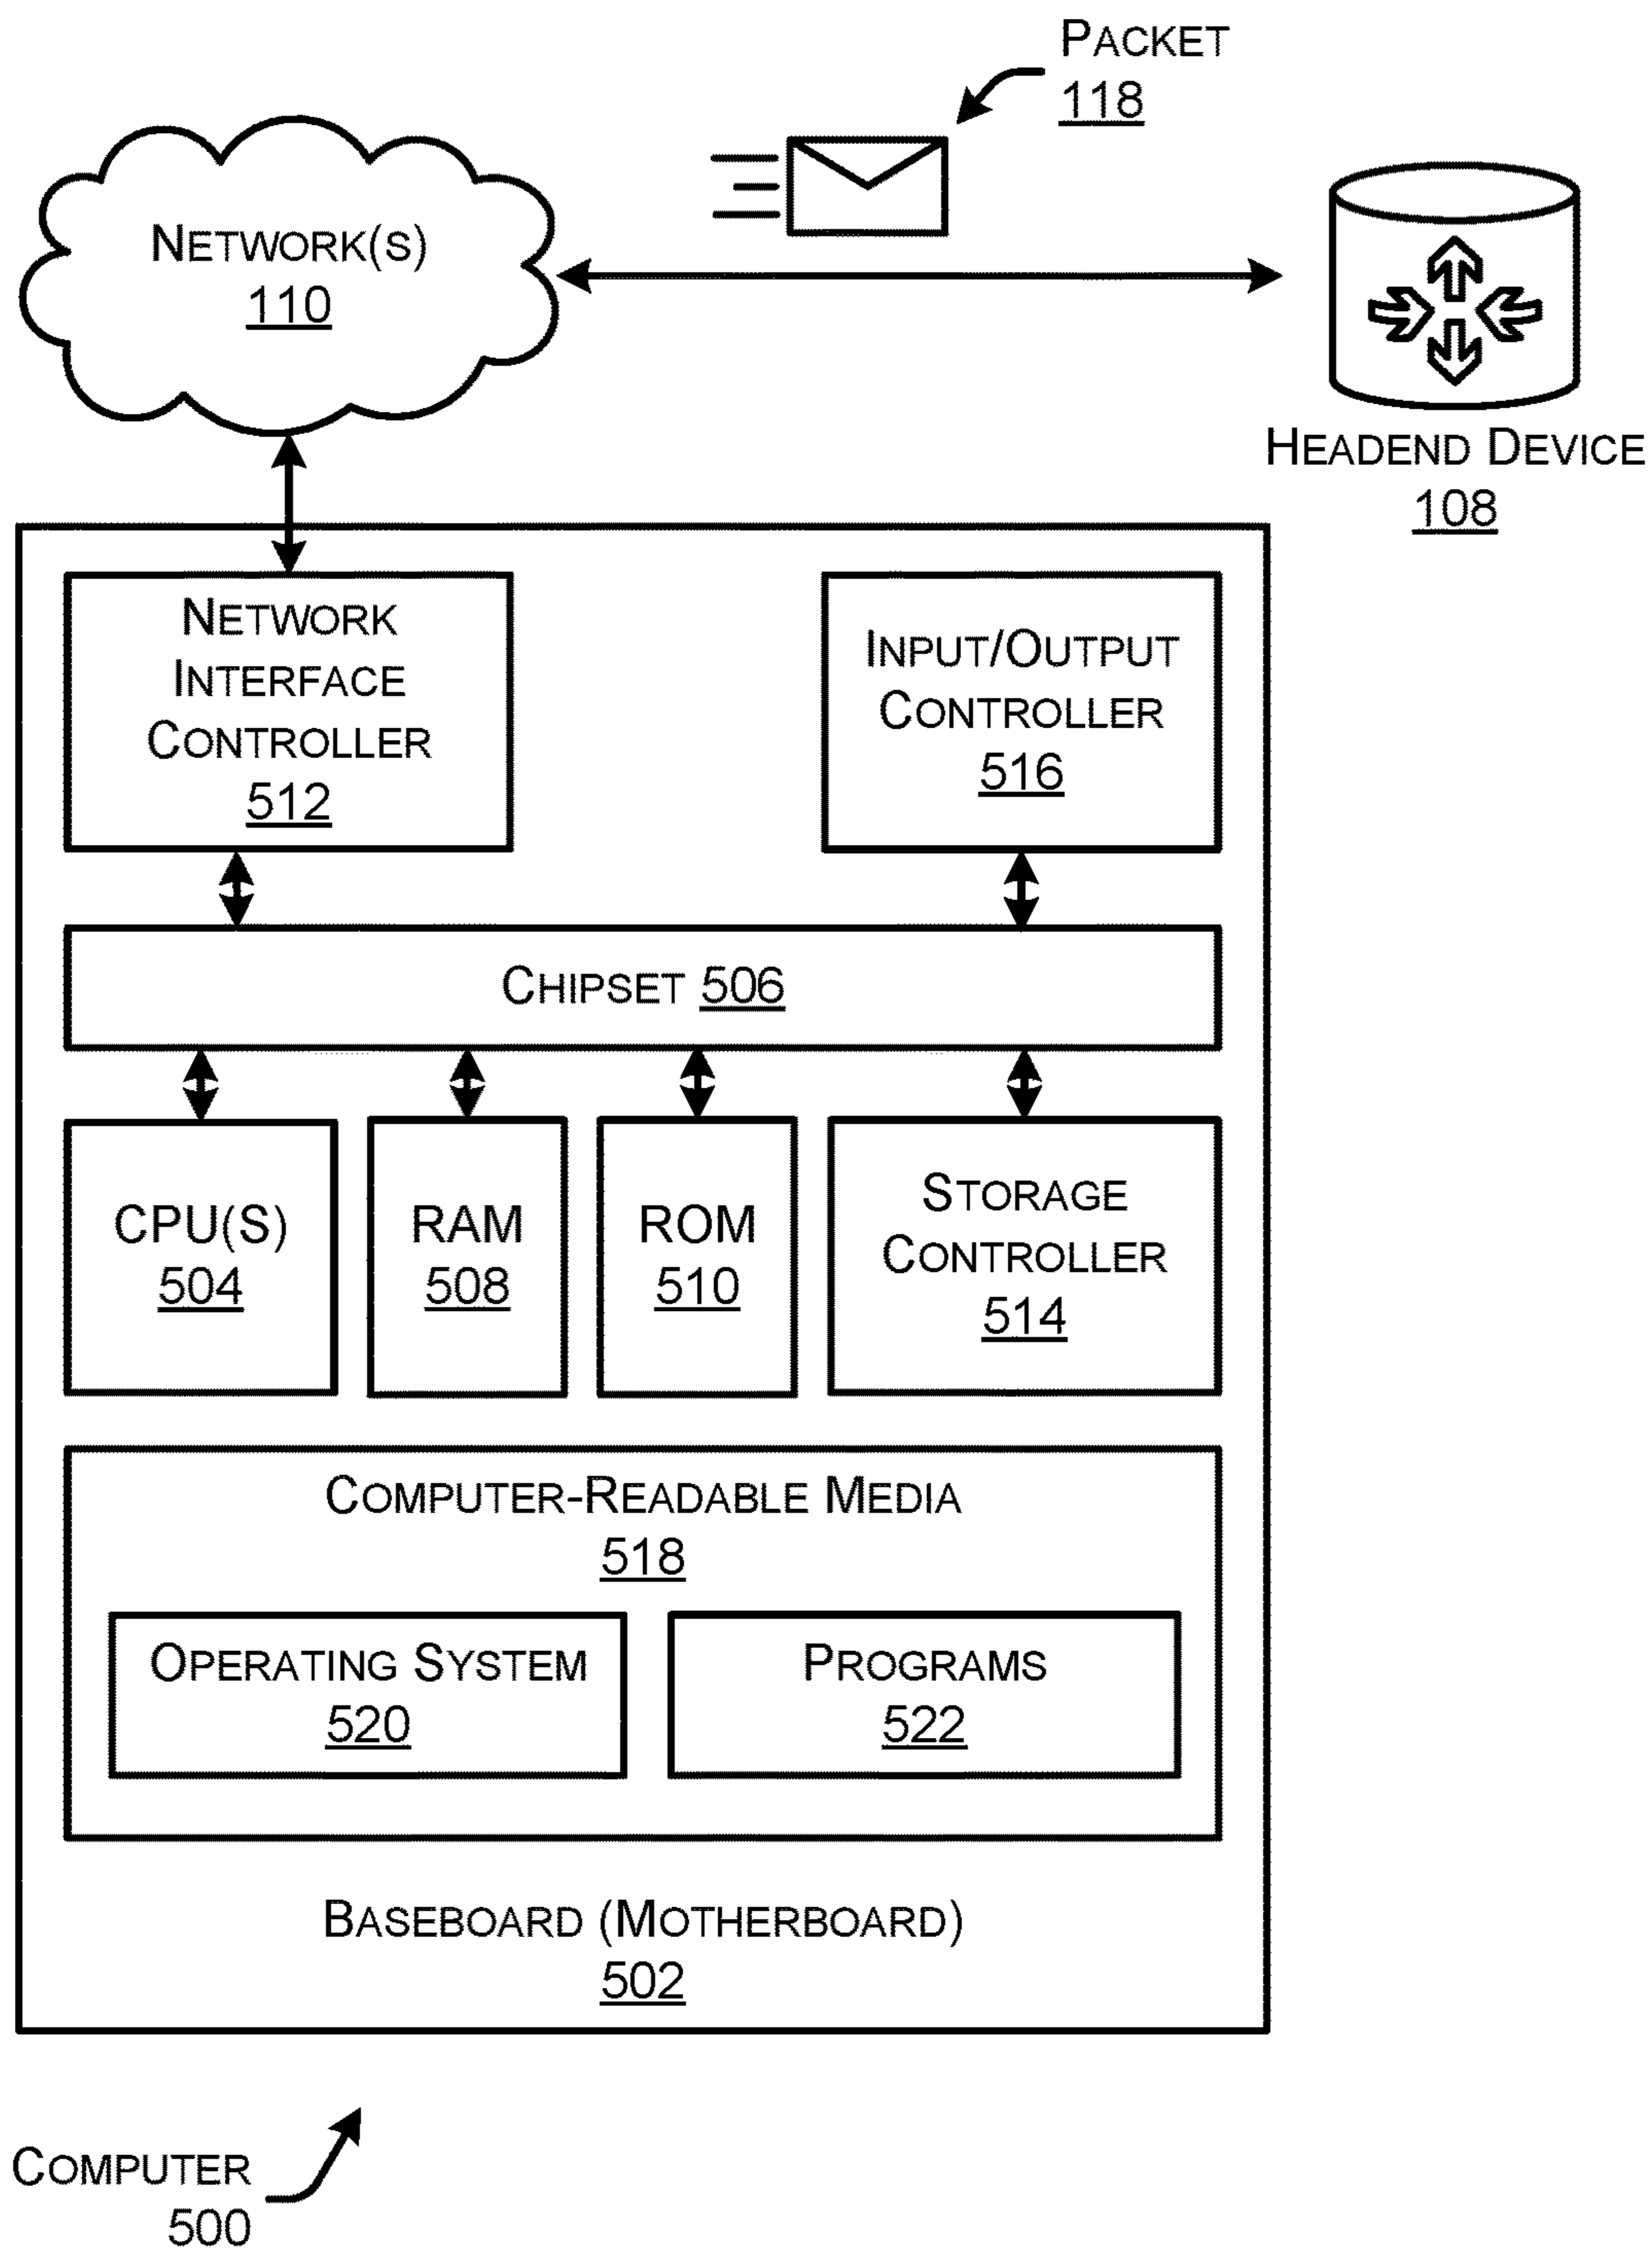 PACKET
118
NETWORK(S)
110
HEADEND DEVICE
108
NETWORK
INTERFACE
CONTROLLER
512
INPUT/OUTPUT
CONTROLLER
516
CHIPSET 506
CPU(S)
504
RAM
508
ROM
510
STORAGE
CONTROLLER
514
COMPUTER-READABLE MEDIA
518
OPERATING SYSTEM
520
PROGRAMS
522
BASEBOARD (MOTHERBOARD)
502
COMPUTER
500